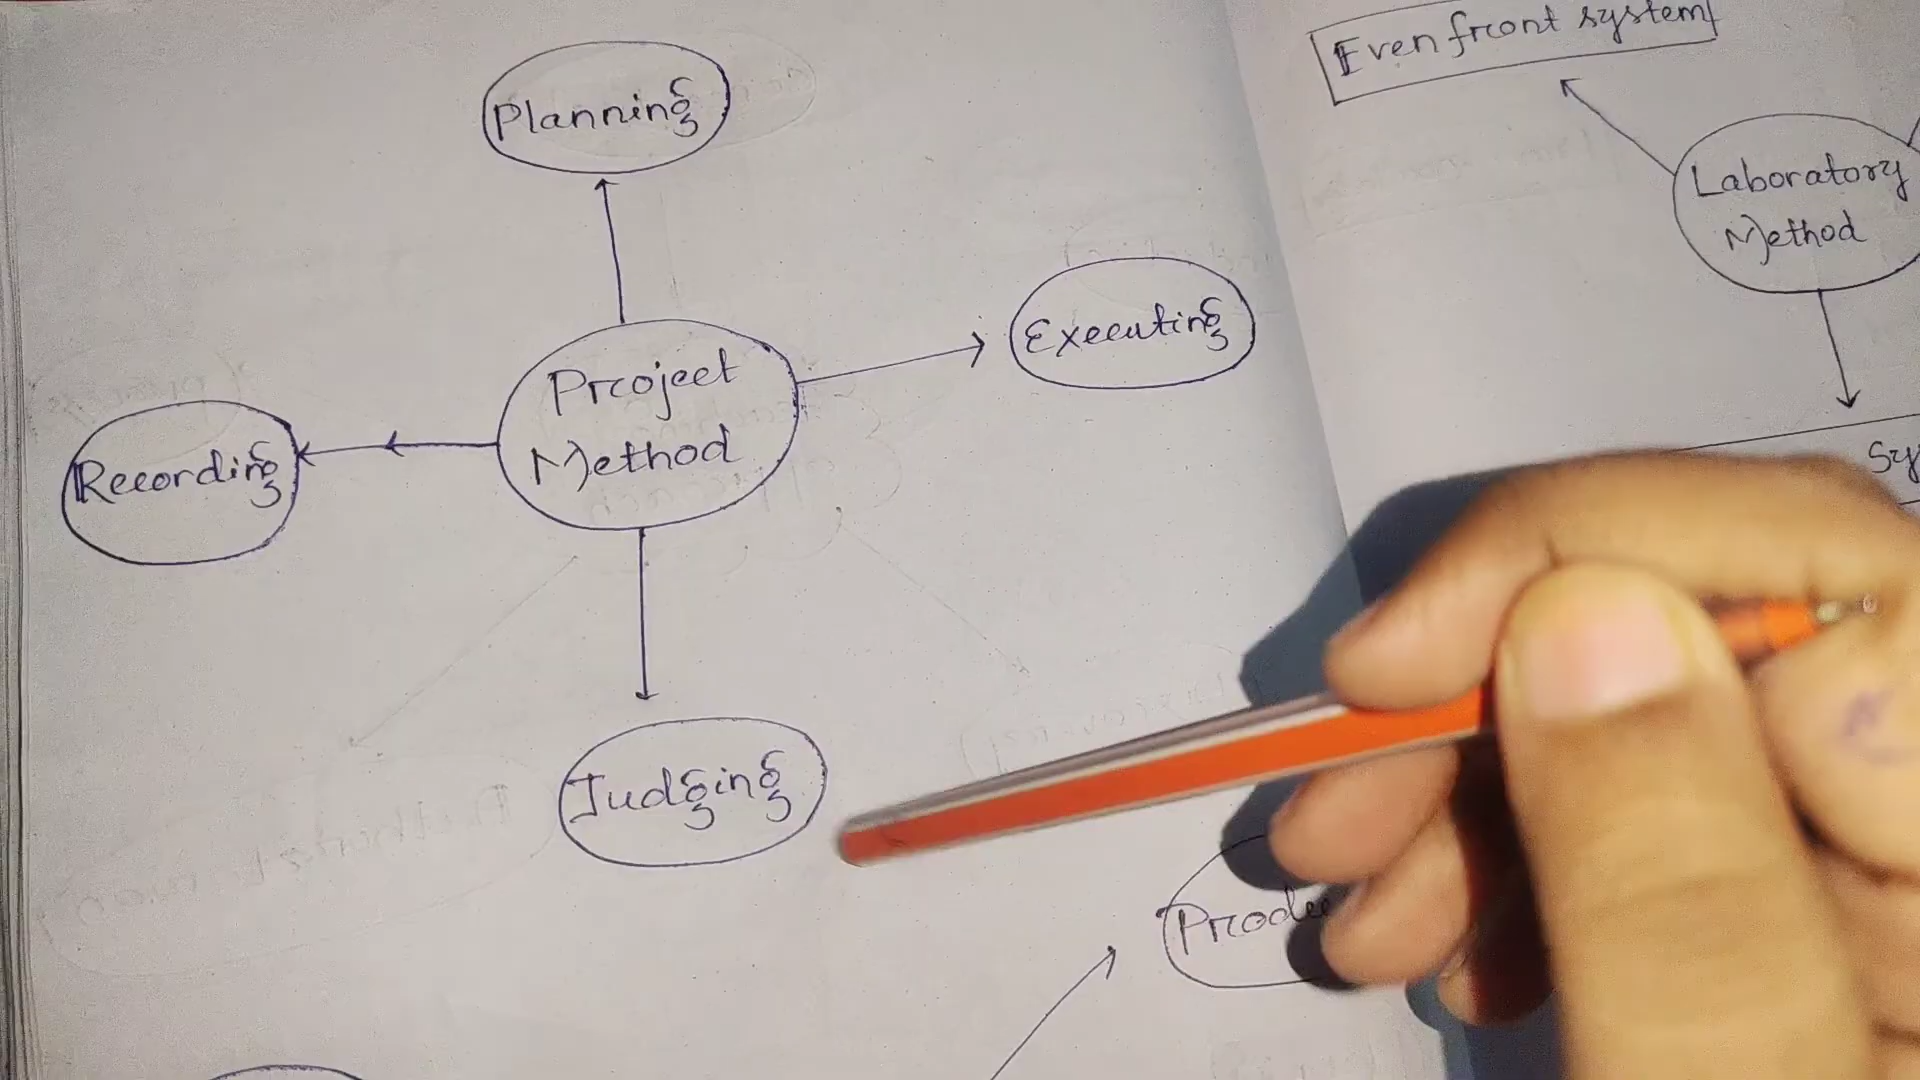 Planning
Executing
Project
Method
Recording
Judging
Even front system
Laboratory
Method